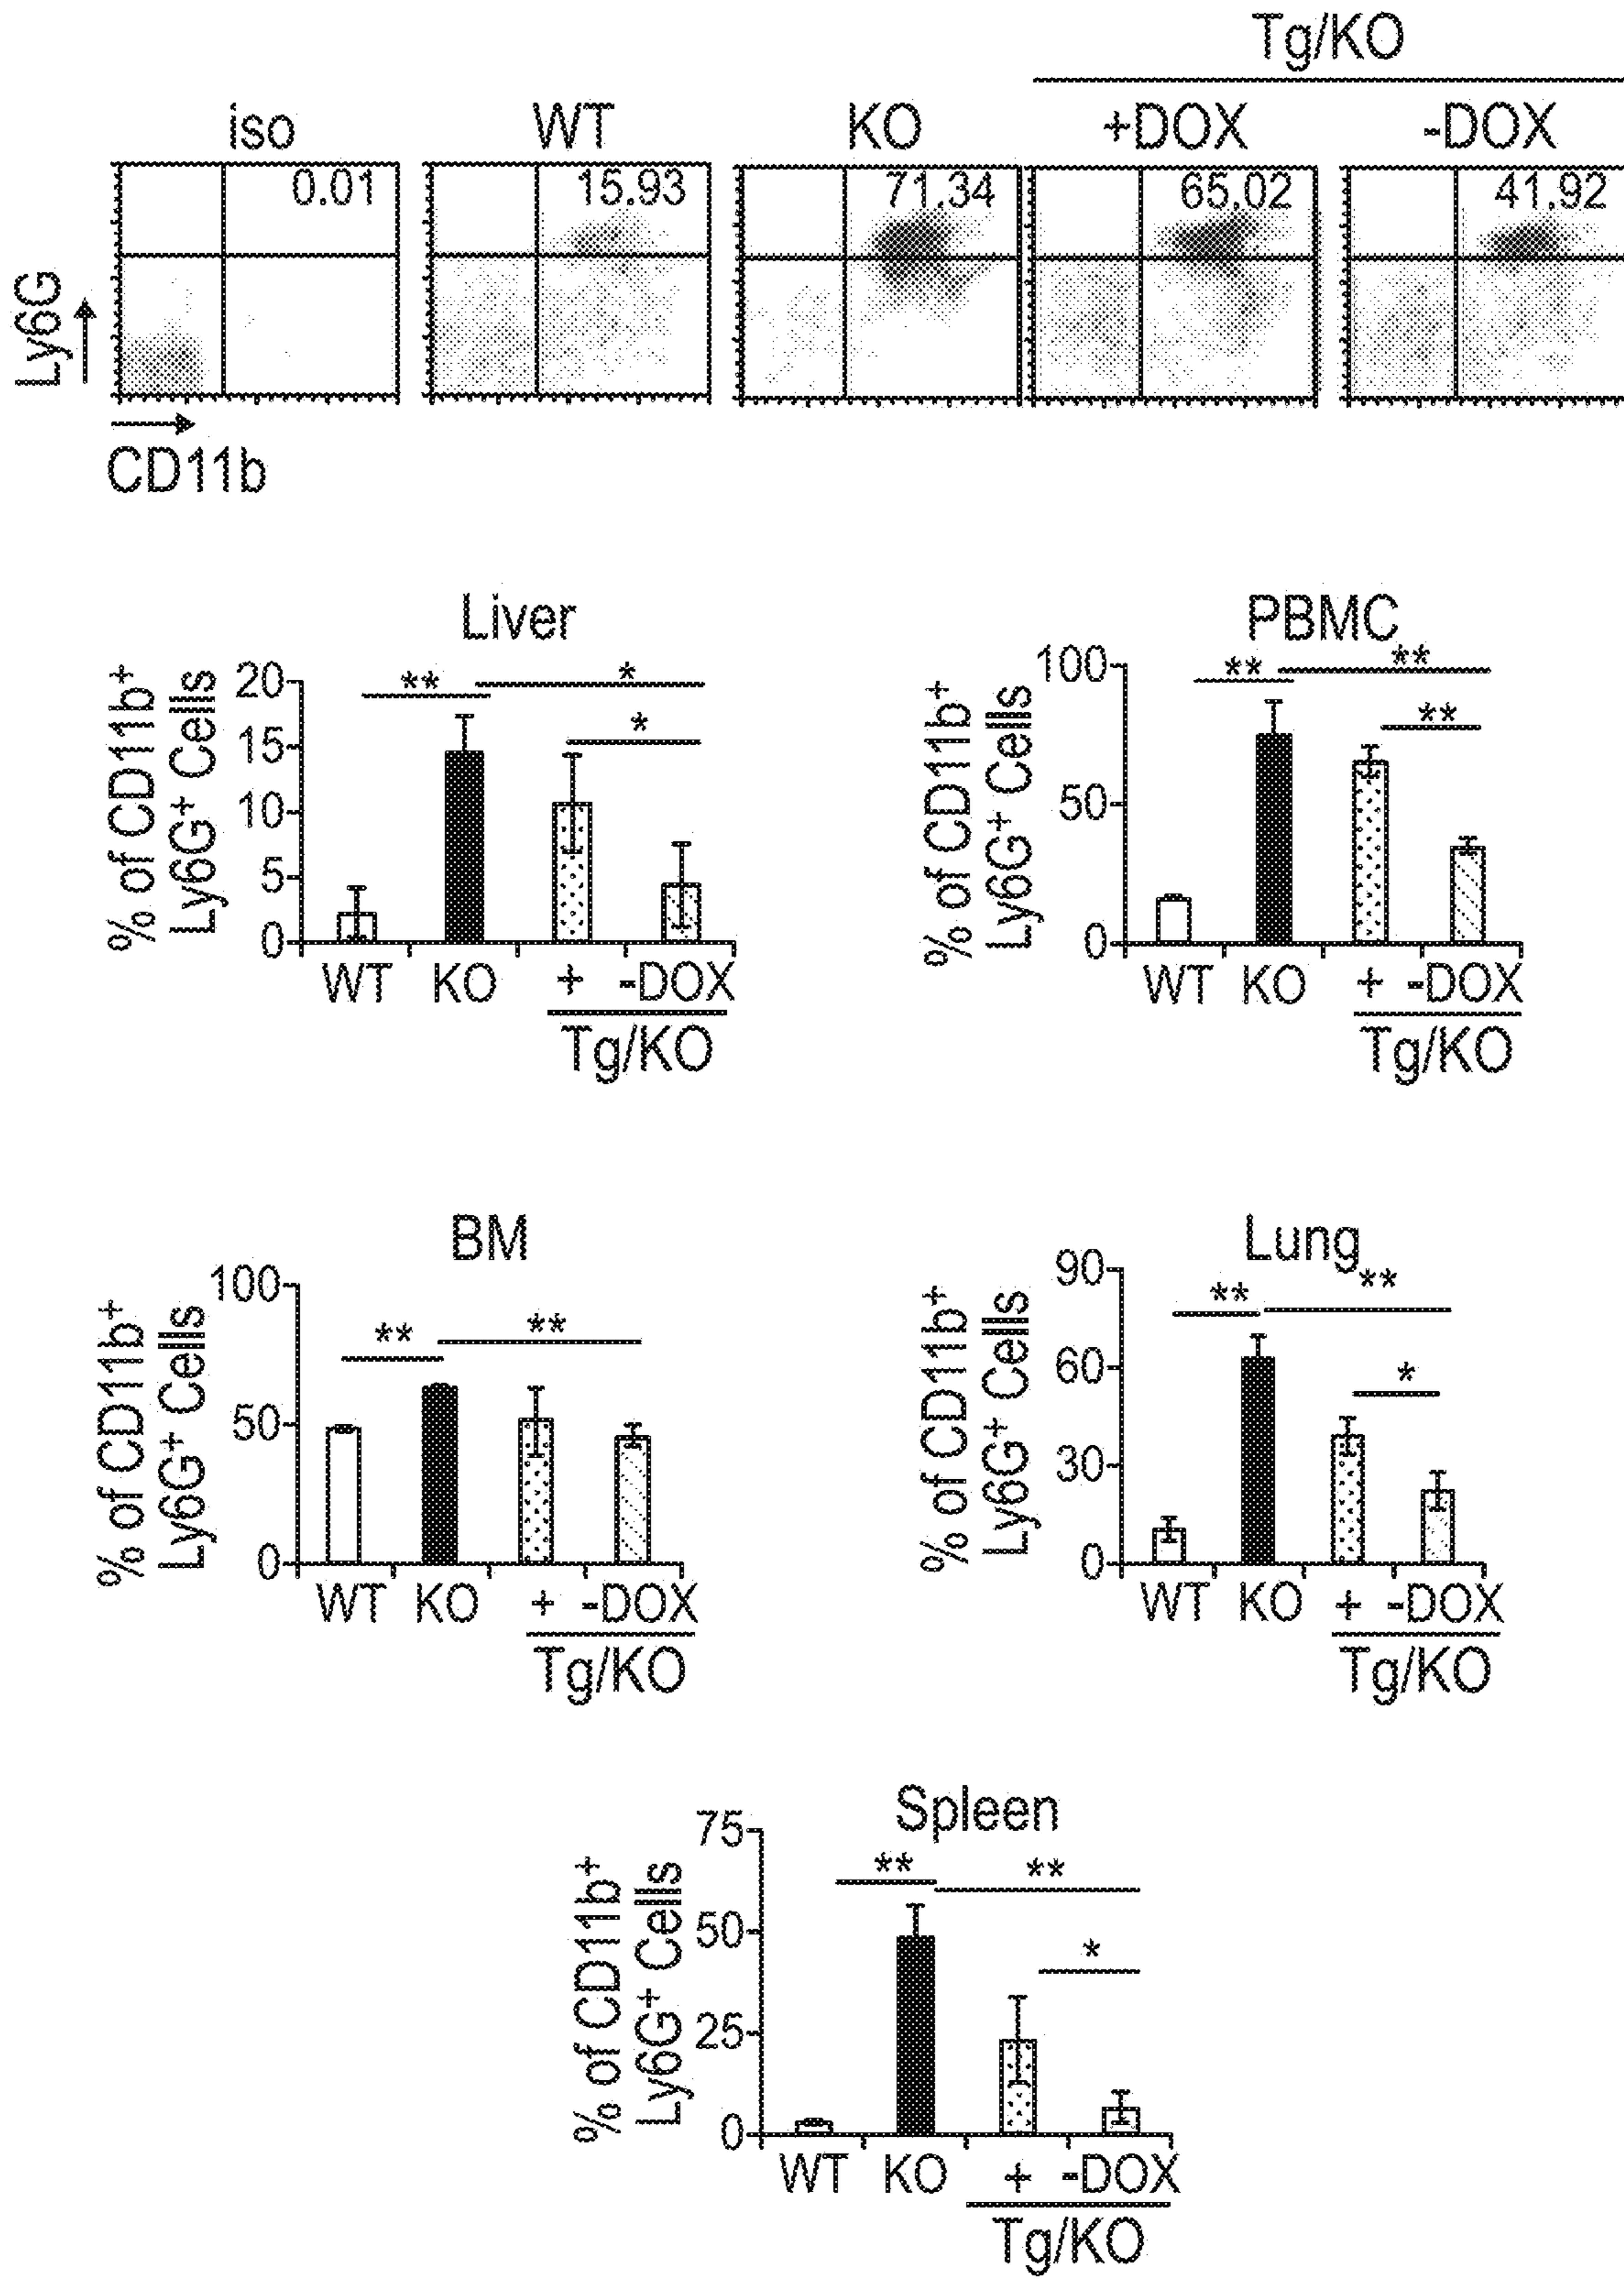 Tg/KO
iso WT KO +DOX -DOX
0.01 15.93 71.34 65.02 41.92
Ly6G
CD11b
Liver
% of CD11b+
Ly6G+ Cells
20
15
10
5
0
** * *
WT KO + -DOX
Tg/KO
PBMC
% of CD11b+
Ly6G+ Cells
100
50
0
** ** **
WT KO + -DOX
Tg/KO
BM
% of CD11b+
Ly6G+ Cells
100
50
0
** **
WT KO + -DOX
Tg/KO
Lung
% of CD11b+
Ly6G+ Cells
90
60
30
0
** ** *
WT KO + -DOX
Tg/KO
Spleen
% of CD11b+
Ly6G+ Cells
75
50
25
0
** ** *
WT KO + -DOX
Tg/KO